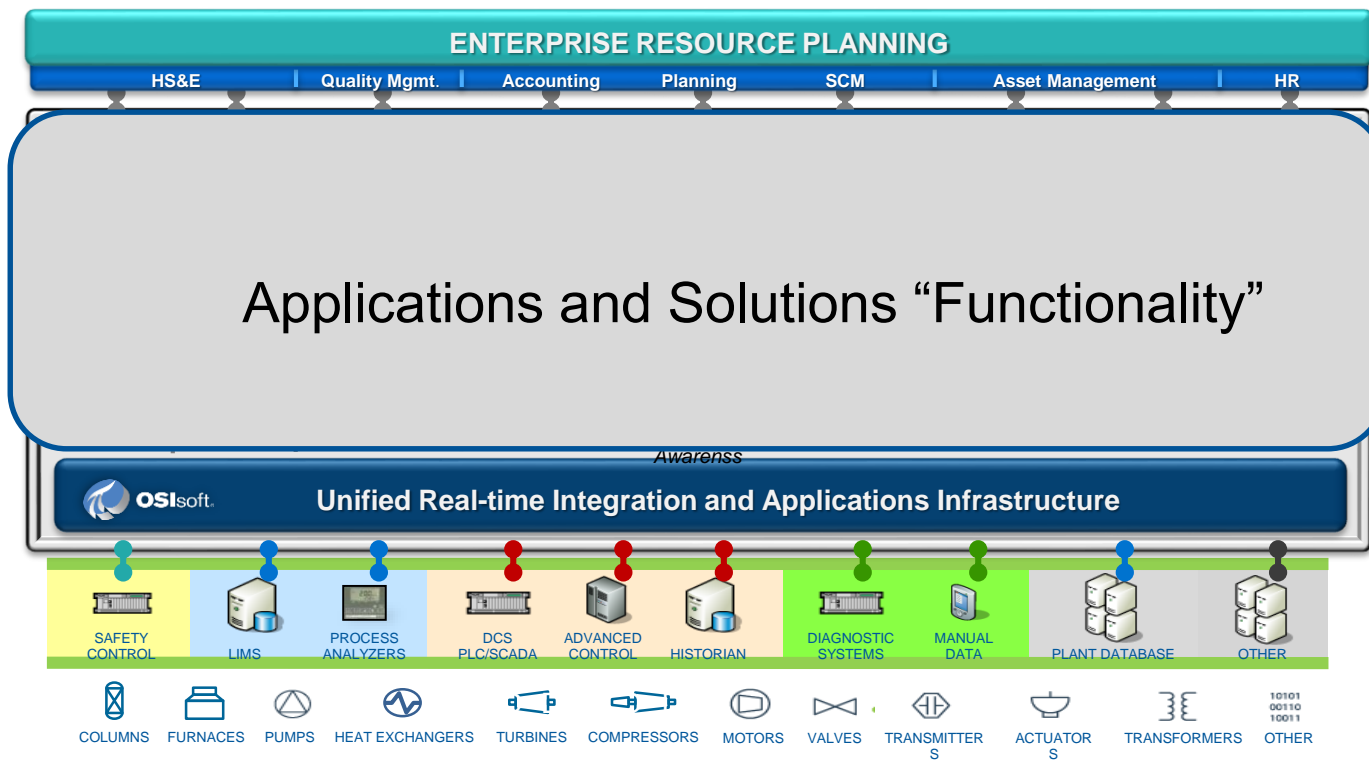 ENTERPRISE RESOURCE PLANNING
HS&E Quality Mgmt. Accounting Planning SCM Asset Management HR
Applications and Solutions “Functionality”
Awarenss
OSIsoft. Unified Real-time Integration and Applications Infrastructure
SAFETY
CONTROL
LIMS
PROCESS
ANALYZERS
DCS
PLC/SCADA
ADVANCED
CONTROL
HISTORIAN
DIAGNOSTIC
SYSTEMS
MANUAL
DATA
PLANT DATABASE
OTHER
10101
00110
10011
COLUMNS
FURNACES
PUMPS
HEAT EXCHANGERS
TURBINES
COMPRESSORS
MOTORS
VALVES
TRANSMITTER
S
ACTUATOR
S
TRANSFORMERS
OTHER